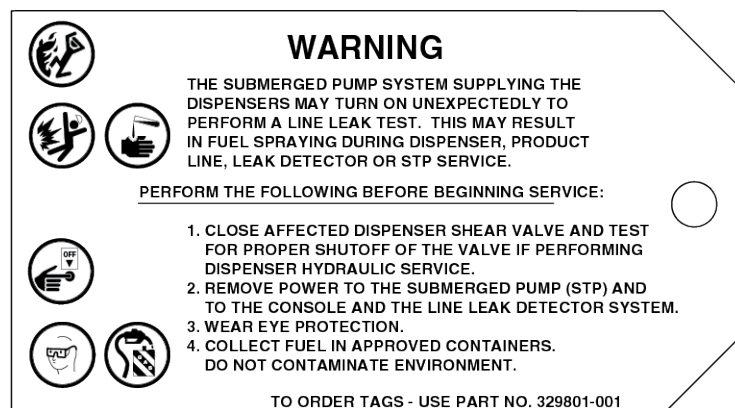 WARNING
THE SUBMERGED PUMP SYSTEM SUPPLYING THE
DISPENSERS MAY TURN ON UNEXPECTEDLY TO
PERFORM A LINE LEAK TEST. THIS MAY RESULT
IN FUEL SPRAYING DURING DISPENSER, PRODUCT
LINE, LEAK DETECTOR OR STP SERVICE.
PERFORM THE FOLLOWING BEFORE BEGINNING SERVICE:
1. CLOSE AFFECTED DISPENSER SHEAR VALVE AND TEST
FOR PROPER SHUTOFF OF THE VALVE IF PERFORMING
DISPENSER HYDRAULIC SERVICE.
OFF
2. REMOVE POWER TO THE SUBMERGED PUMP (STP) AND
TO THE CONSOLE AND THE LINE LEAK DETECTOR SYSTEM.
3. WEAR EYE PROTECTION.
4. COLLECT FUEL IN APPROVED CONTAINERS.
DO NOT CONTAMINATE ENVIRONMENT.
TO ORDER TAGS - USE PART NO. 329801-001